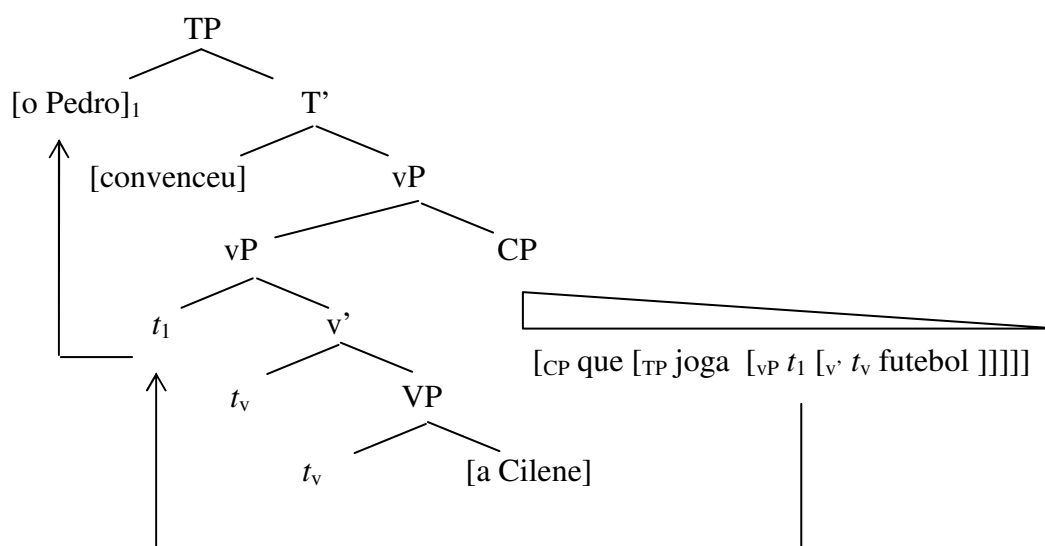 TP
[o Pedro]₁ T’
[convenceu] vP
vP CP
t₁ v’
[CP que [TP joga [vP t₁ [v’ tv futebol ]]]]]
tv VP
tv [a Cilene]